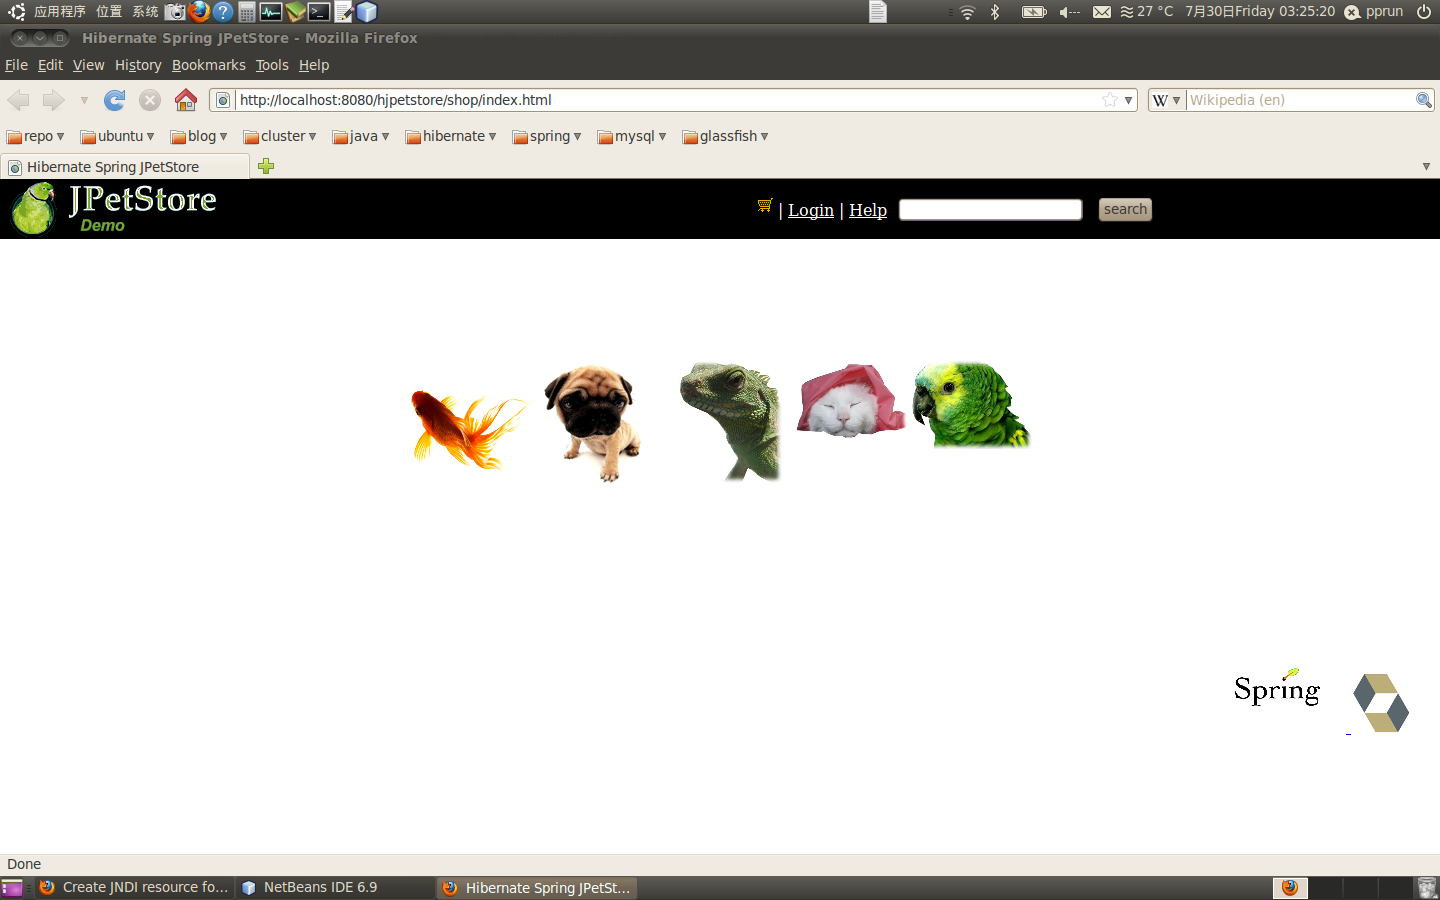 应用程序 位置 系统 27 °C 7月30日Friday 03:25:20 pprun
Hibernate Spring JPetStore - Mozilla Firefox
File Edit View History Bookmarks Tools Help
http://localhost:8080/hjpetstore/shop/index.html W Wikipedia (en)
repo ubuntu blog cluster java hibernate spring mysql glassfish
Hibernate Spring JPetStore
JPetStore
Demo
| Login | Help search
Spring
Done
Create JNDI resource fo... NetBeans IDE 6.9 Hibernate Spring JPetSt...